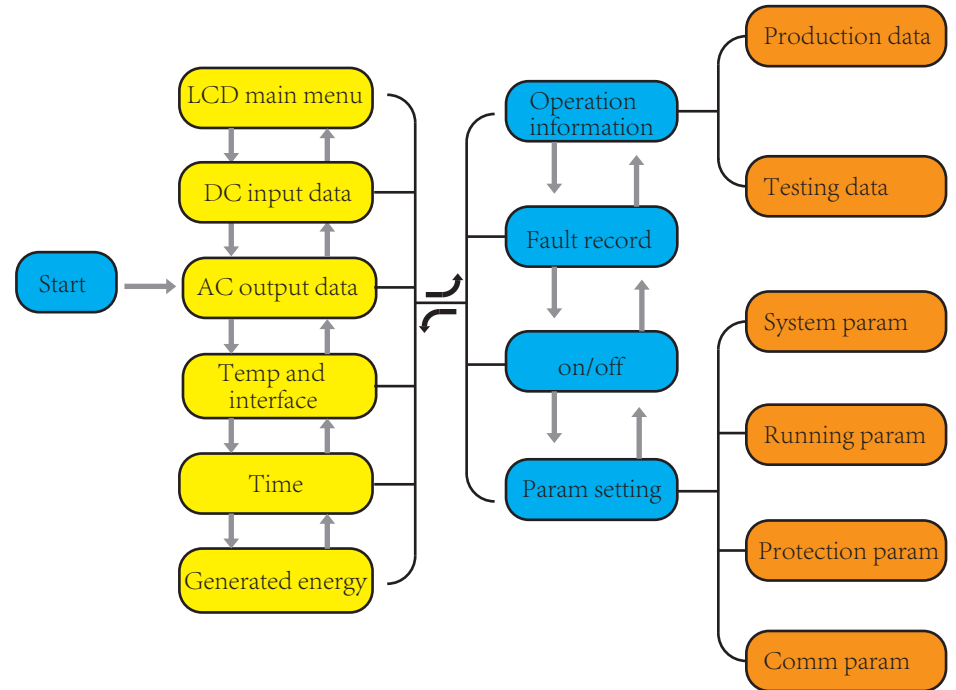 Start
LCD main menu
DC input data
AC output data
Temp and
interface
Time
Generated energy
Operation
information
Fault record
on/off
Param setting
Production data
Testing data
System param
Running param
Protection param
Comm param